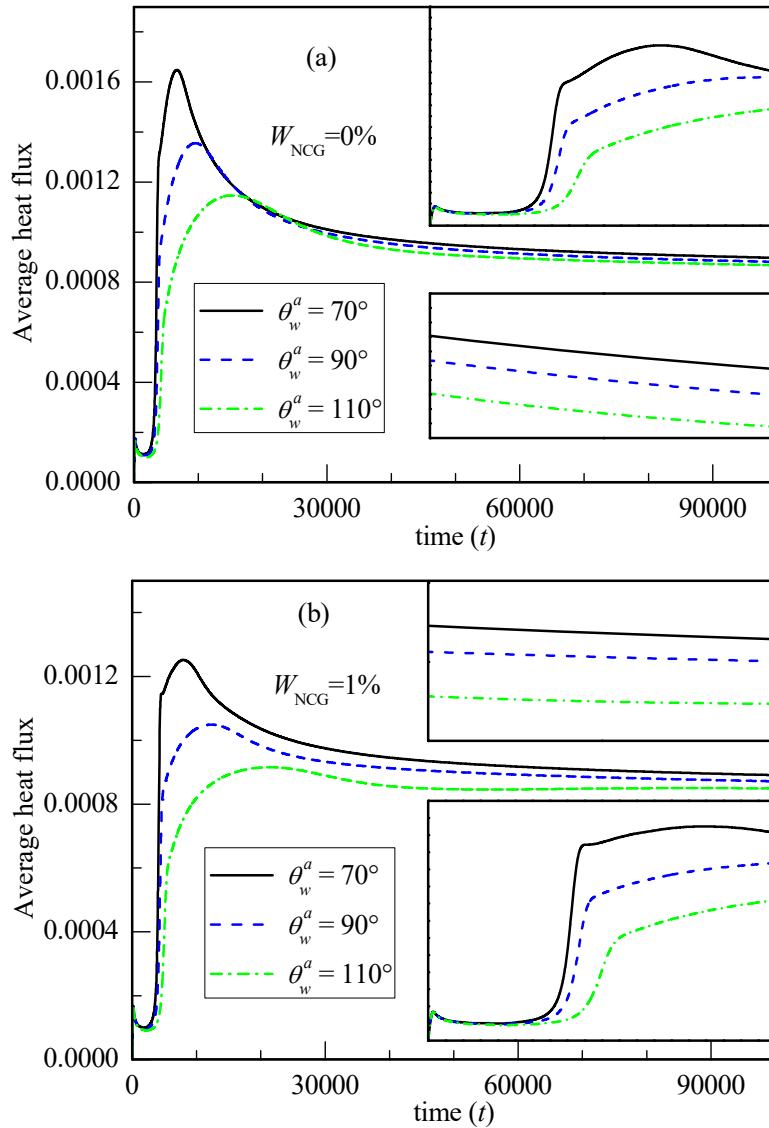 (a)
W_NCG=0%
0.0016
0.0012
0.0008
0.0004
0.0000
Average heat flux
θ_w^a = 70°
θ_w^a = 90°
θ_w^a = 110°
0 30000 60000 90000
time (t)
(b)
W_NCG=1%
0.0012
0.0008
0.0004
0.0000
Average heat flux
θ_w^a = 70°
θ_w^a = 90°
θ_w^a = 110°
0 30000 60000 90000
time (t)